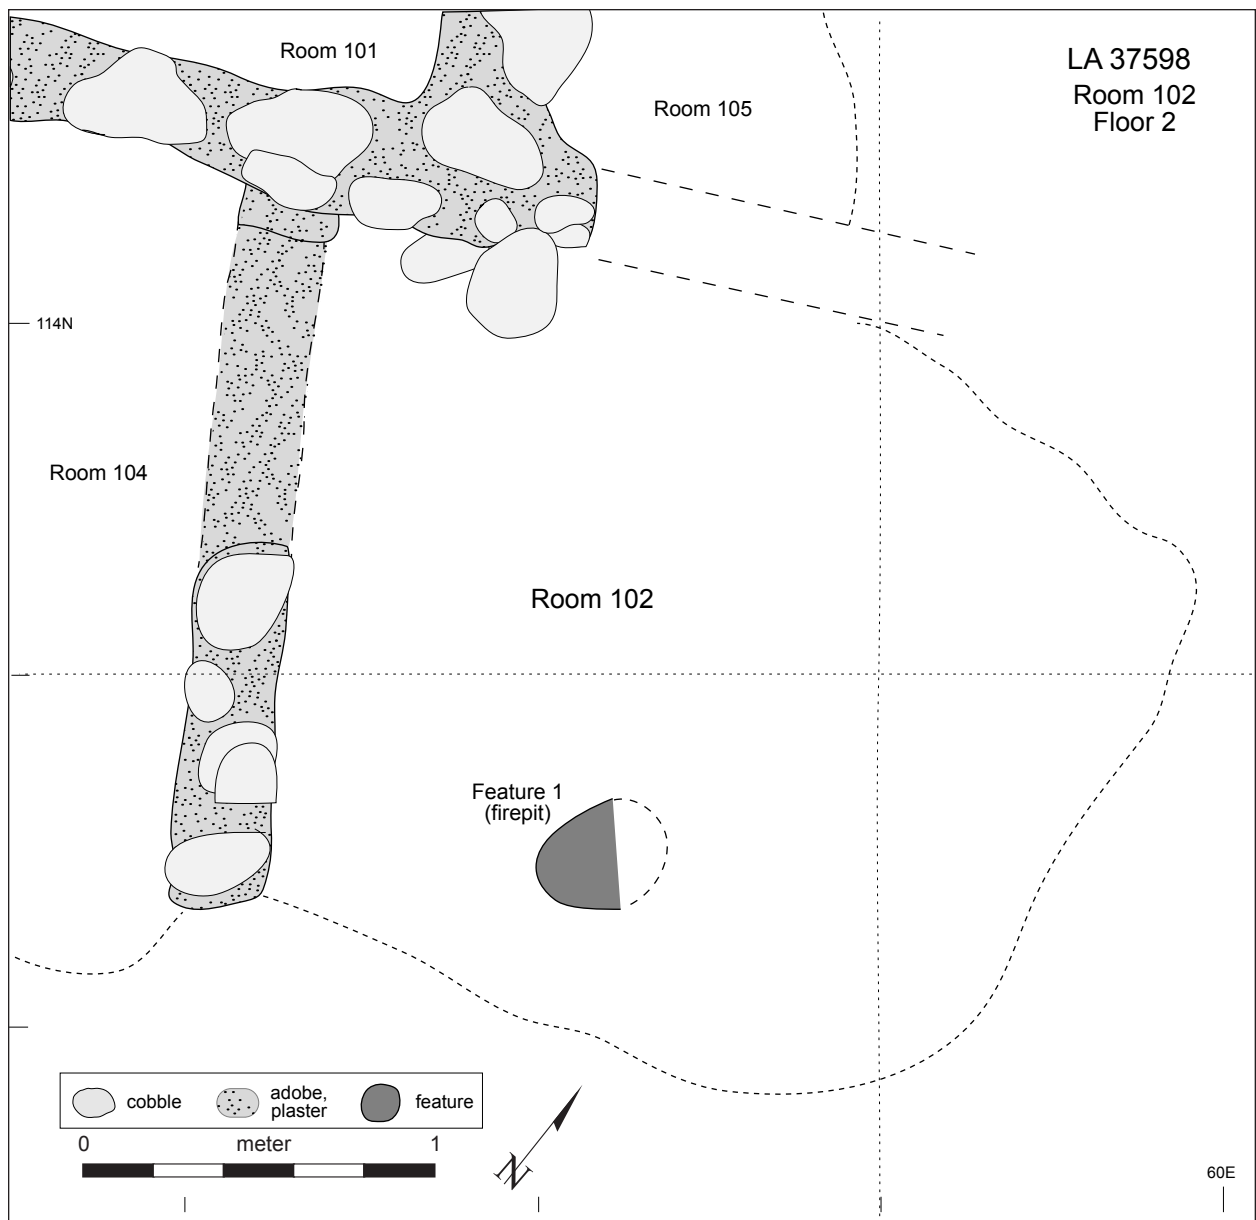 Room 101
LA 37598
Room 102
Floor 2
Room 105
114N
Room 104
Room 102
Feature 1
(firepit)
cobble
adobe,
plaster
feature
0 meter 1
N
60E